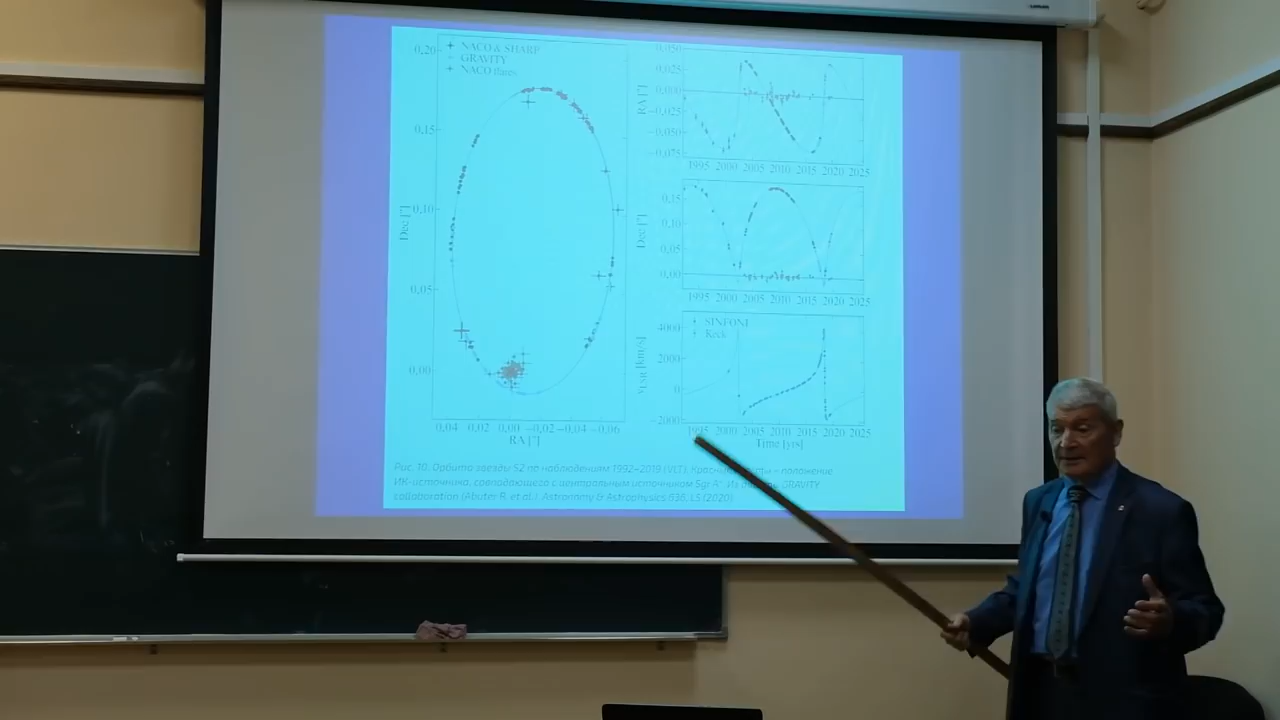 NACO & SHARP
GRAVITY
NACO flares
0,20
0,15
0,10
0,05
0,00
Dec ["]
0,04 0,02 0,00 −0,02 −0,04 −0,06
RA ["]
0,050
0,025
0,000
−0,025
−0,050
−0,075
RA ["]
1995 2000 2005 2010 2015 2020 2025
0,15
0,10
0,05
0,00
Dec ["]
1995 2000 2005 2010 2015 2020 2025
SINFONI
Keck
4000
2000
0
2000
[km/s]
1995 2000 2005 2010 2015 2020 2025
Time [yrs]
Рис. 10. Орбита звезды S2 по наблюдениям 1992–2019 (VLT). – положение
ИК-источника, совпадающего с центральным источником Sgr A*. Из GRAVITY
collaboration (Abuter R. et al.). Astronomy & Astrophysics 636, L5 (2020).